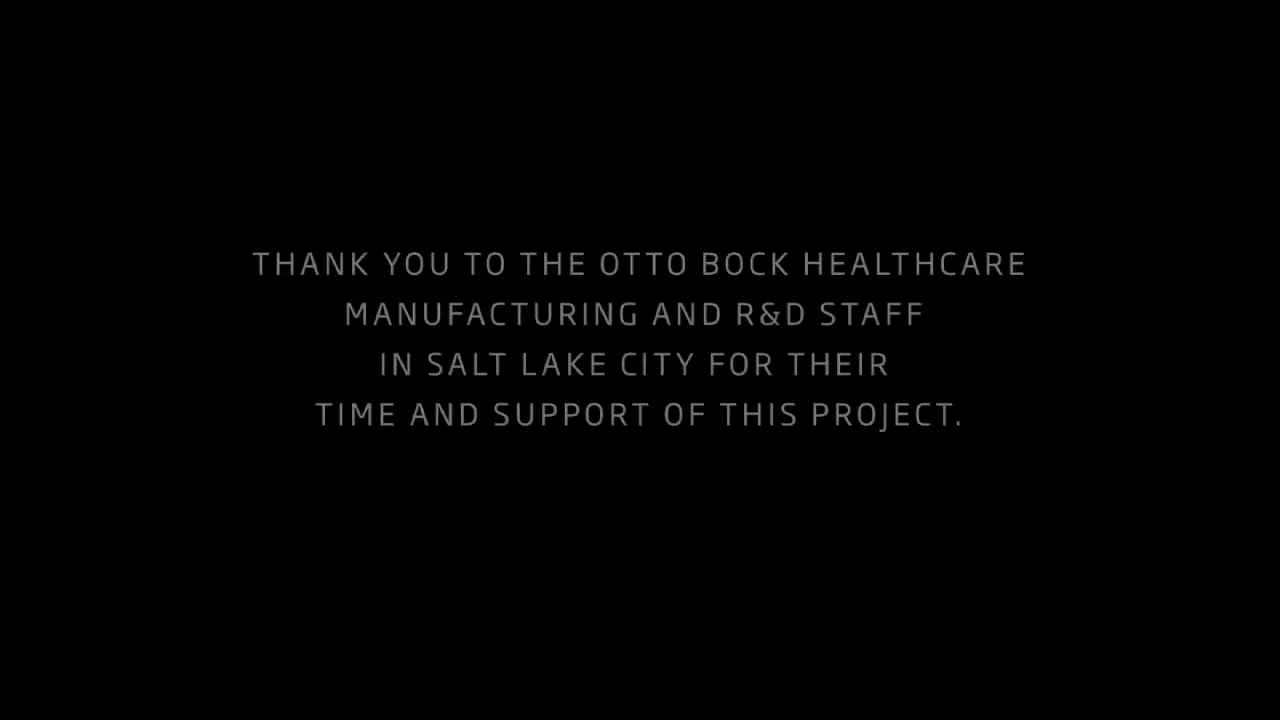 THANK YOU TO THE OTTO BOCK HEALTHCARE
MANUFACTURING AND R&D STAFF
IN SALT LAKE CITY FOR THEIR
TIME AND SUPPORT OF THIS PROJECT.